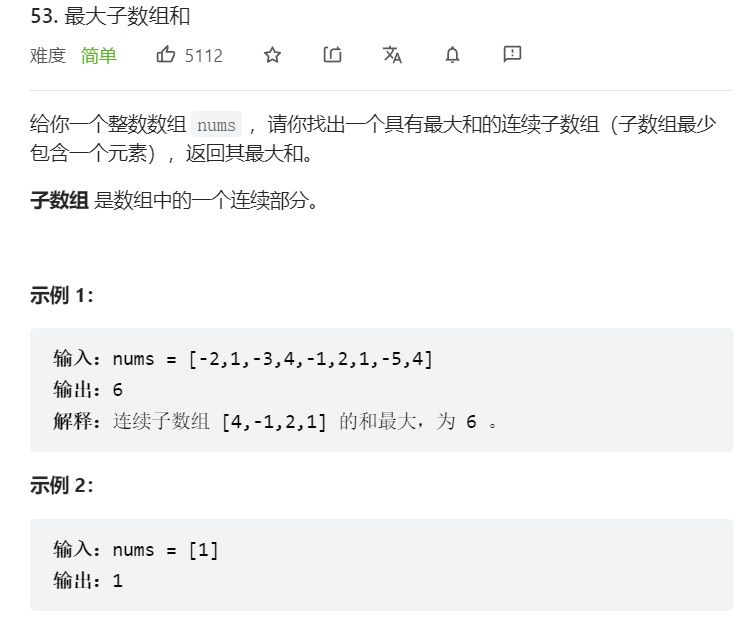 53. 最大子数组和
难度 简单 5112
给你一个整数数组 nums ，请你找出一个具有最大和的连续子数组（子数组最少
包含一个元素），返回其最大和。
子数组 是数组中的一个连续部分。
示例 1：
输入：nums = [-2,1,-3,4,-1,2,1,-5,4]
输出：6
解释：连续子数组 [4,-1,2,1] 的和最大，为 6 。
示例 2：
输入：nums = [1]
输出：1